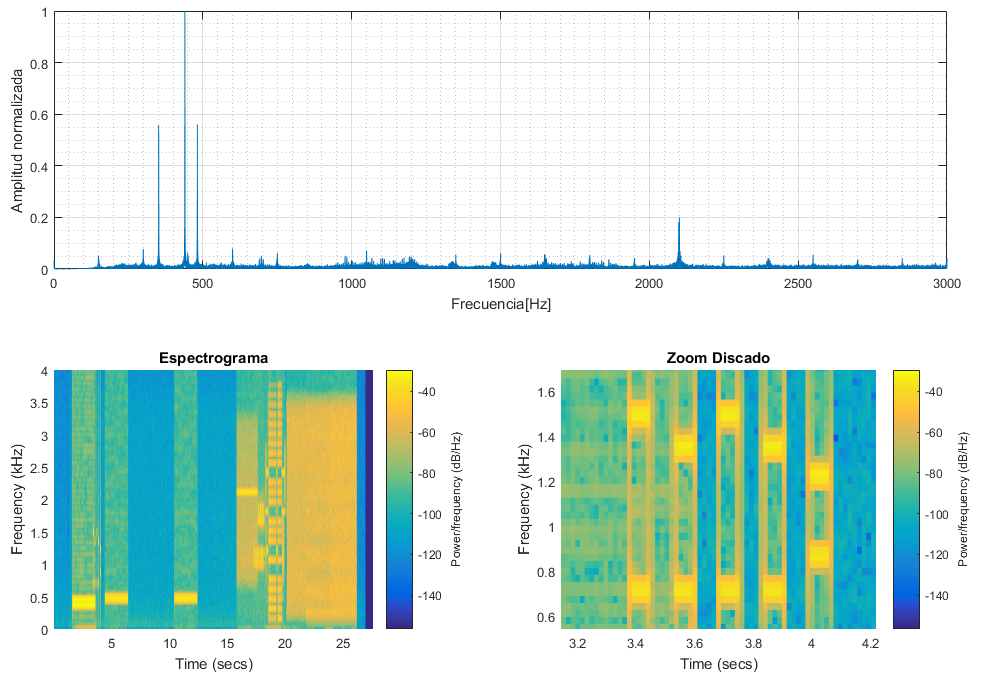 1
0.8
0.6
0.4
0.2
0
Amplitud normalizada
0 500 1000 1500 2000 2500 3000
Frecuencia[Hz]
Espectrograma
4
3.5
3
2.5
2
1.5
1
0.5
0
Frequency (kHz)
5 10 15 20 25
Time (secs)
-40
-60
-80
-100
-120
-140
Power/frequency (dB/Hz)
Zoom Discado
1.6
1.4
1.2
1
0.8
0.6
Frequency (kHz)
3.2 3.4 3.6 3.8 4 4.2
Time (secs)
-40
-60
-80
-100
-120
-140
Power/frequency (dB/Hz)